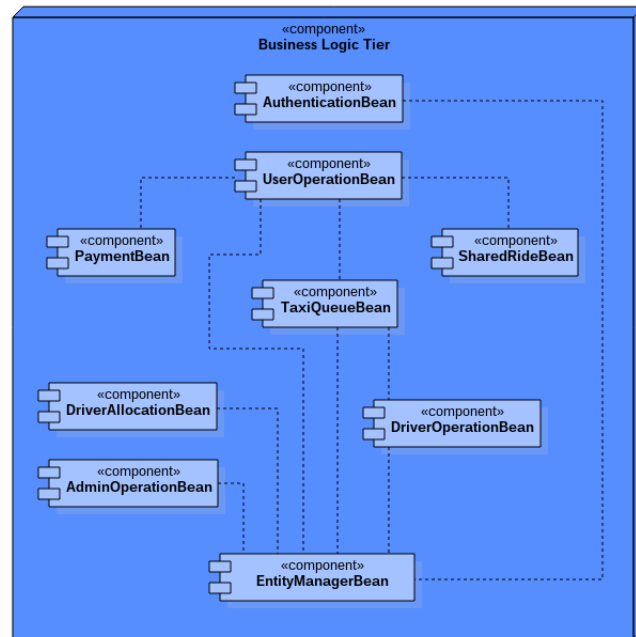 «component»
Business Logic Tier
«component»
AuthenticationBean
«component»
UserOperationBean
«component»
PaymentBean
«component»
SharedRideBean
«component»
TaxiQueueBean
«component»
DriverAllocationBean
«component»
DriverOperationBean
«component»
AdminOperationBean
«component»
EntityManagerBean